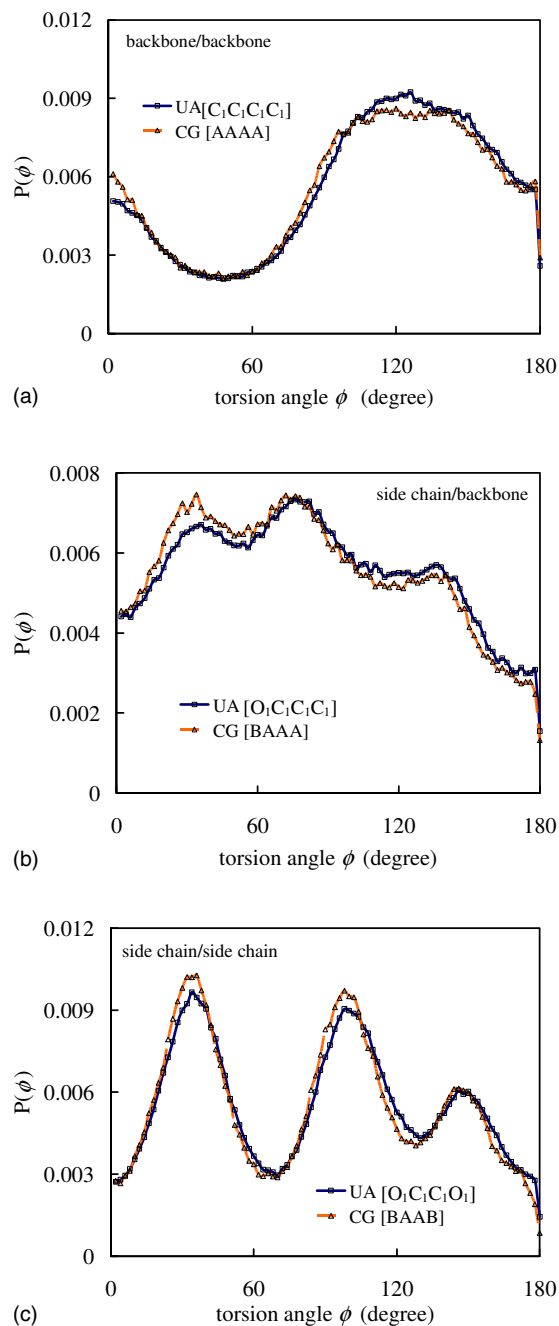 0.012
backbone/backbone
0.009
UA[C₁C₁C₁C₁]
CG [AAAA]
P(ϕ)
0.006
0.003
0
0 60 120 180
(a)
torsion angle ϕ (degree)
0.008
side chain/backbone
0.006
P(ϕ)
0.004
UA [O₁C₁C₁C₁]
CG [BAAA]
0.002
0
0 60 120 180
(b)
torsion angle ϕ (degree)
0.012
side chain/side chain
0.009
P(ϕ)
0.006
0.003
UA [O₁C₁C₁O₁]
CG [BAAB]
0
0 60 120 180
(c)
torsion angle ϕ (degree)